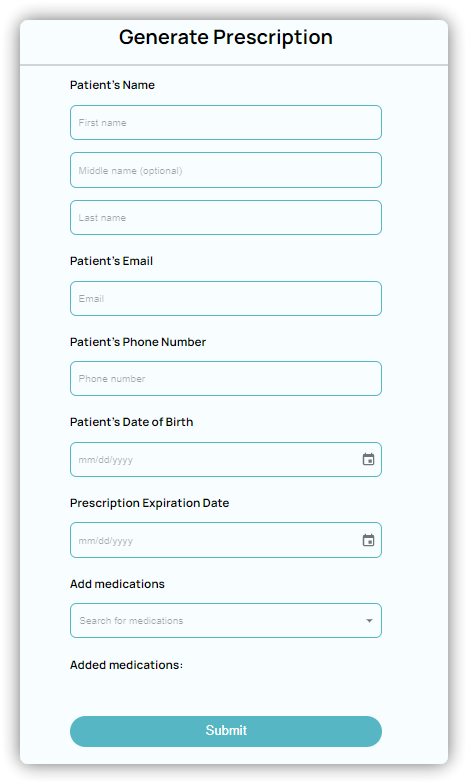 Generate Prescription
Patient's Name
First name
Middle name (optional)
Last name
Patient's Email
Email
Patient's Phone Number
Phone number
Patient's Date of Birth
mm/dd/yyyy
Prescription Expiration Date
mm/dd/yyyy
Add medications
Search for medications
Added medications:
Submit